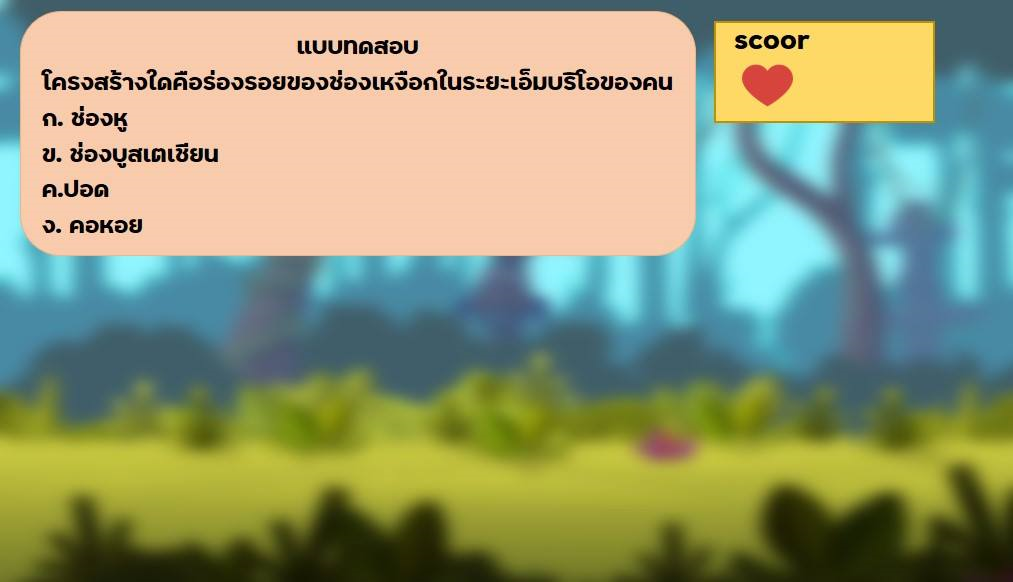 แบบทดสอบ
โครงสร้างใดคือร่องรอยของช่องเหงือกในระยะเอ็มบริโอของคน
ก. ช่องหู
ข. ช่องบูสเตเชียน
ค.ปอด
ง. คอหอย
scoor